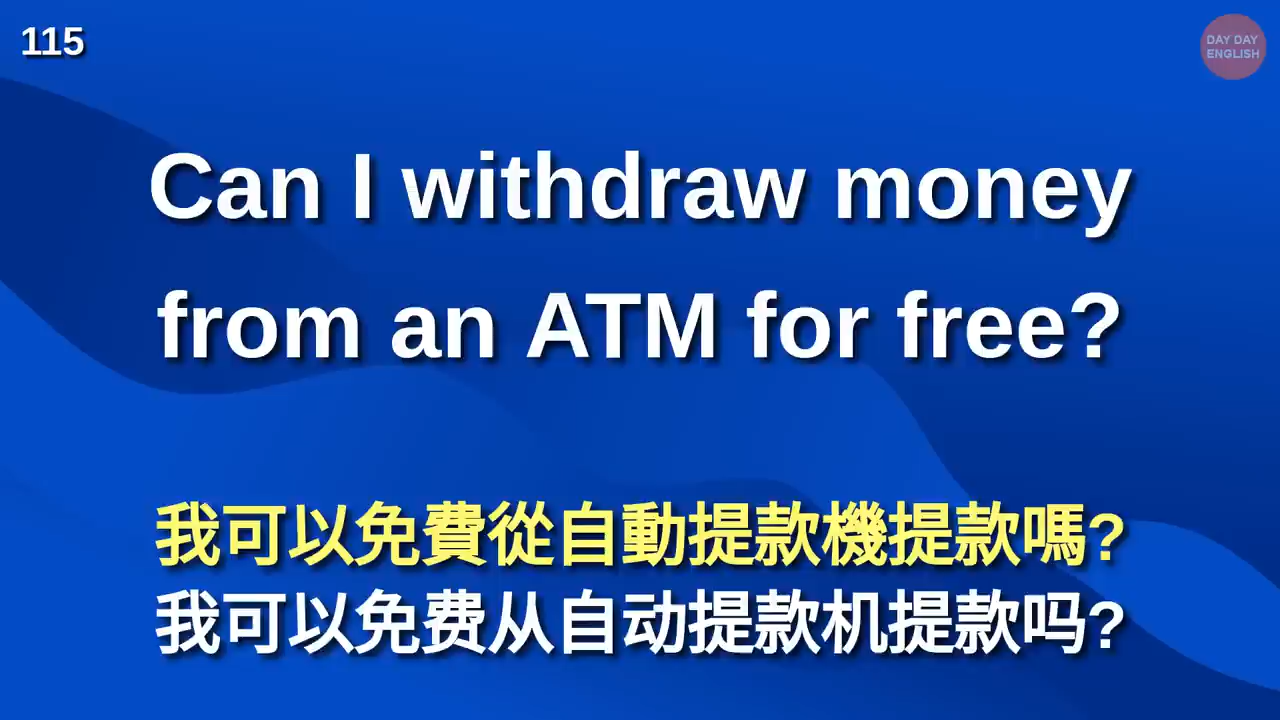 115
DAY DAY
ENGLISH
Can I withdraw money
from an ATM for free?
我可以免費從自動提款機提款嗎?
我可以免费从自动提款机提款吗?